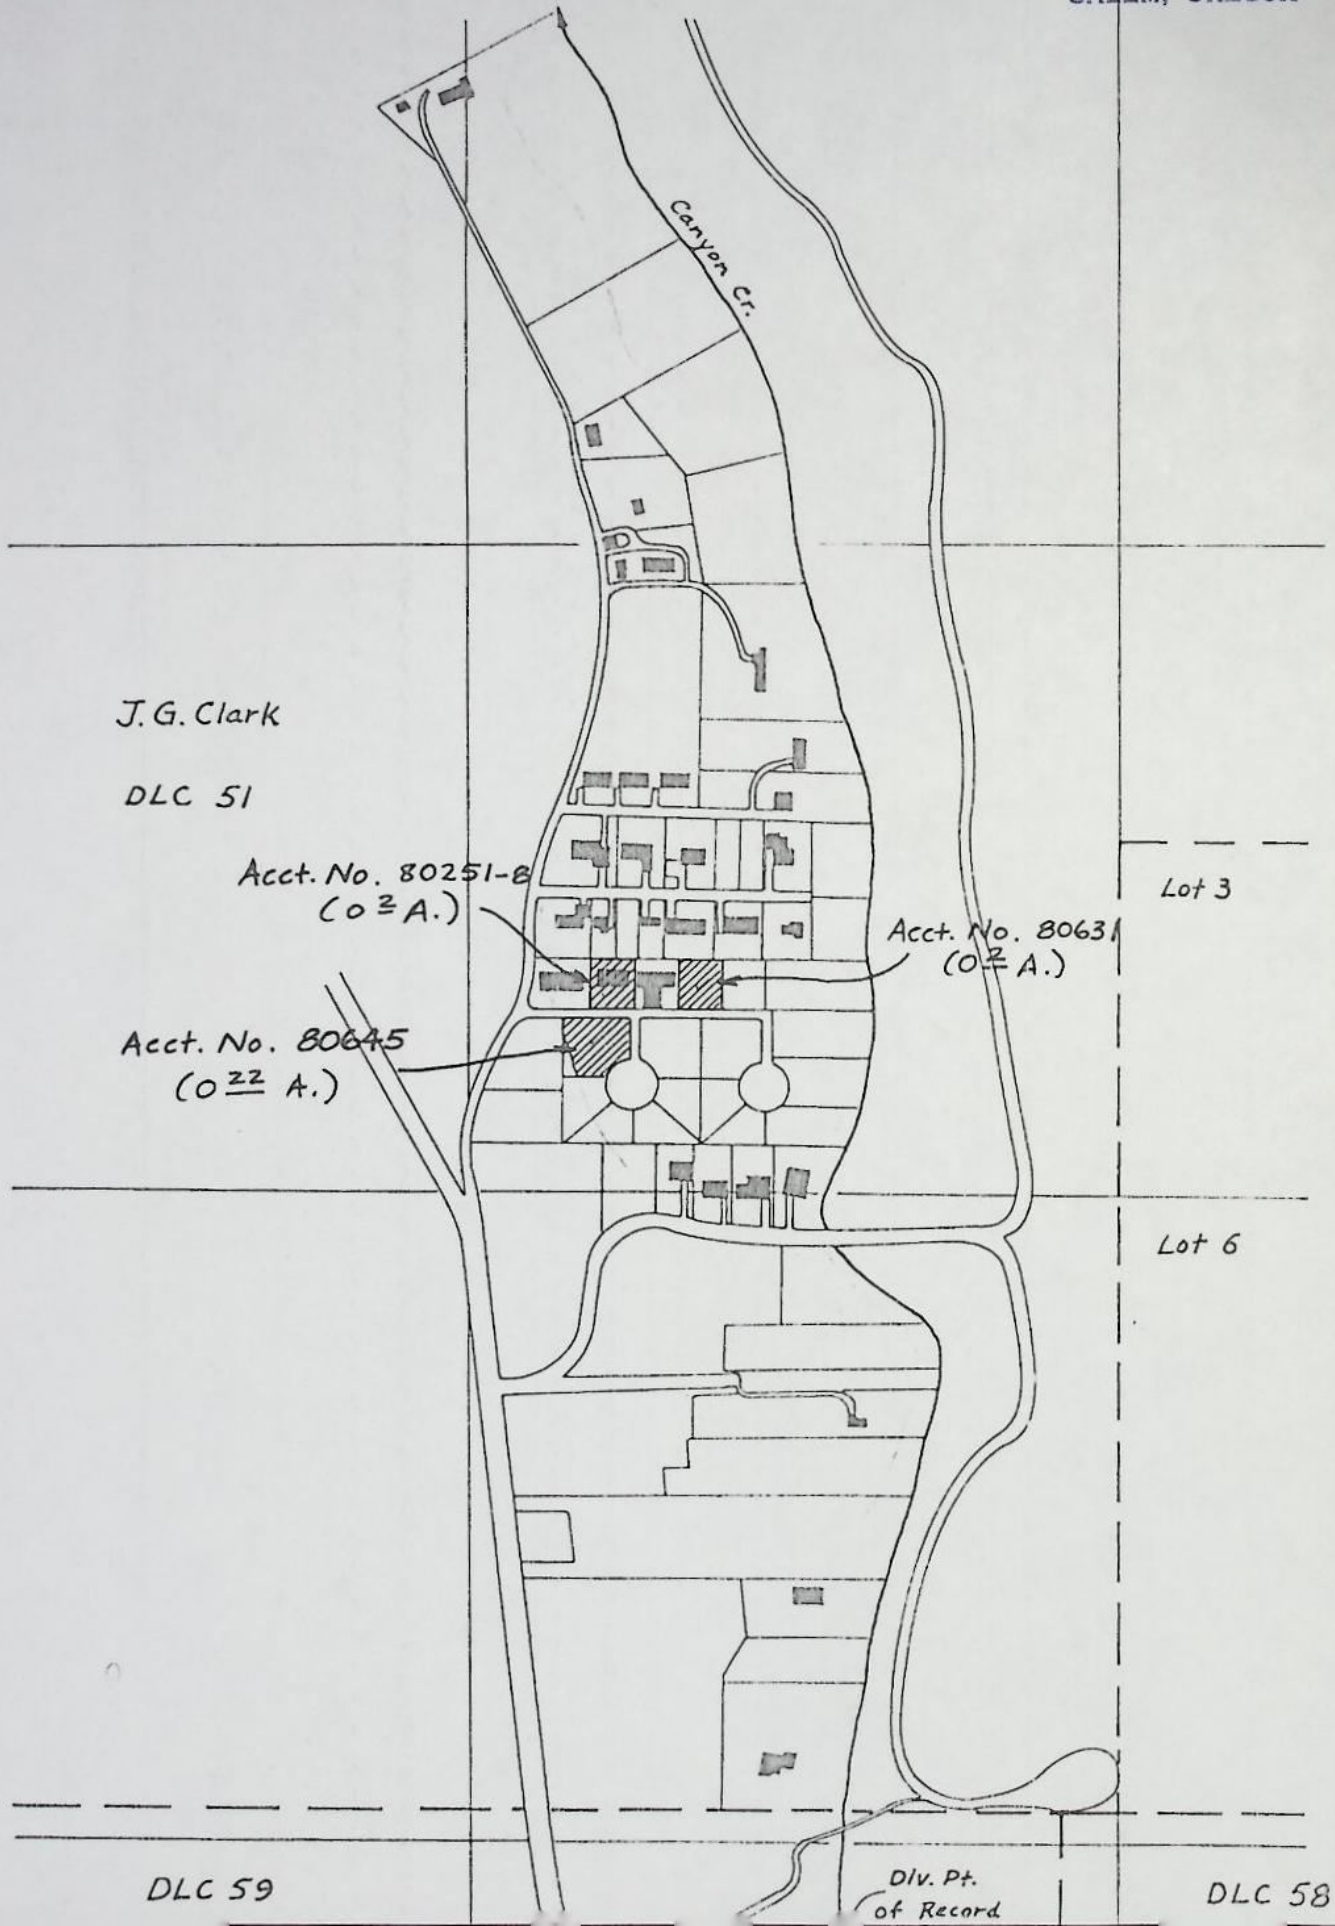 Canyon Cr.
J.G. Clark
DLC 51
Acct. No. 80251-8
(0 2 A.)
Lot 3
Acct. No. 80631
(0 2 A.)
Acct. No. 80645
(0 22 A.)
Lot 6
DLC 59
Div. Pt.
of Record
DLC 58